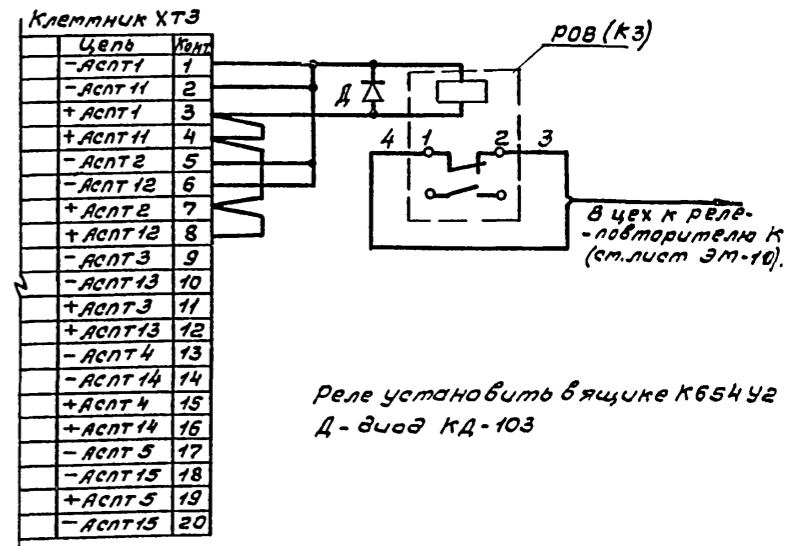 Клеммник ХТ3
Цепь Конт
-АСПТ1 1
-АСПТ11 2
+АСПТ1 3
+АСПТ11 4
-АСПТ2 5
-АСПТ12 6
+АСПТ2 7
+АСПТ12 8
-АСПТ3 9
-АСПТ13 10
+АСПТ3 11
+АСПТ13 12
-АСПТ4 13
-АСПТ14 14
+АСПТ4 15
+АСПТ14 16
-АСПТ5 17
-АСПТ15 18
+АСПТ5 19
-АСПТ15 20
РОВ (К3)
Д
4 1 2 3
В цех к реле-
-повторителю К
(см. лист ЭМ-10).
Реле установить в ящике К654У2
Д - диод КД-103